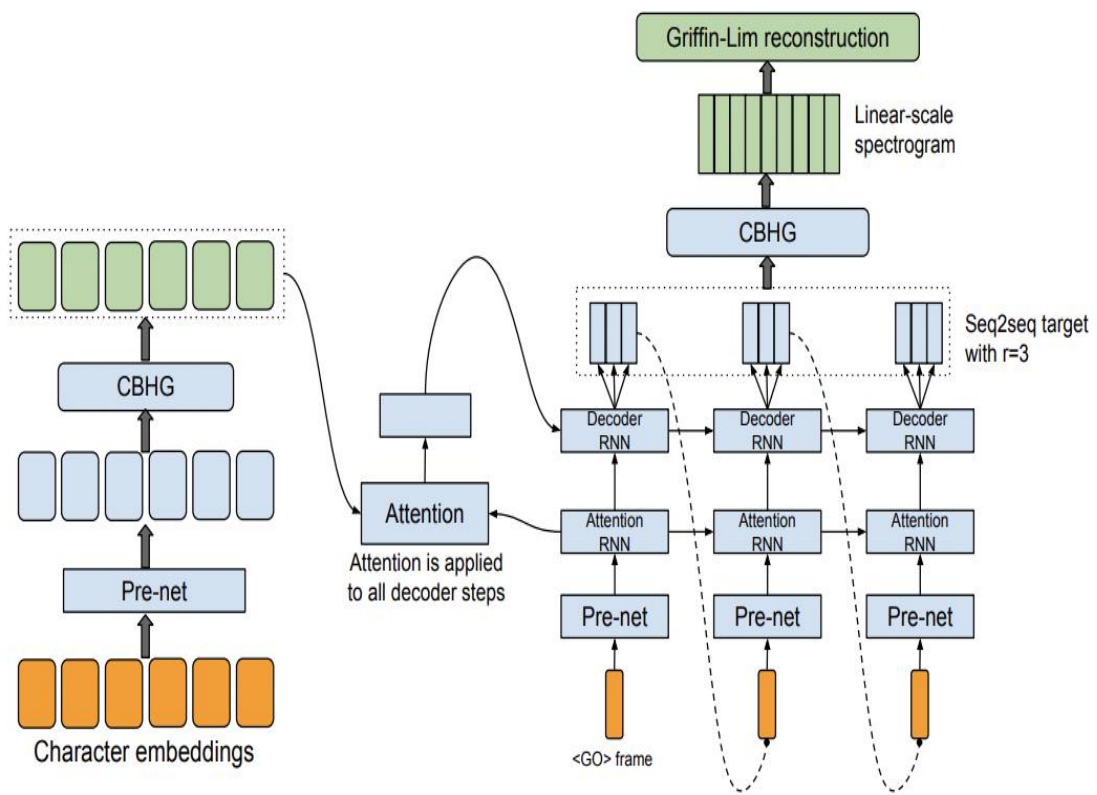 Griffin-Lim reconstruction
Linear-scale
spectrogram
CBHG
Seq2seq target
with r=3
CBHG
Decoder
RNN
Decoder
RNN
Decoder
RNN
Attention
Attention is applied
to all decoder steps
Attention
RNN
Attention
RNN
Attention
RNN
Pre-net
Pre-net
Pre-net
Pre-net
Character embeddings
<GO> frame